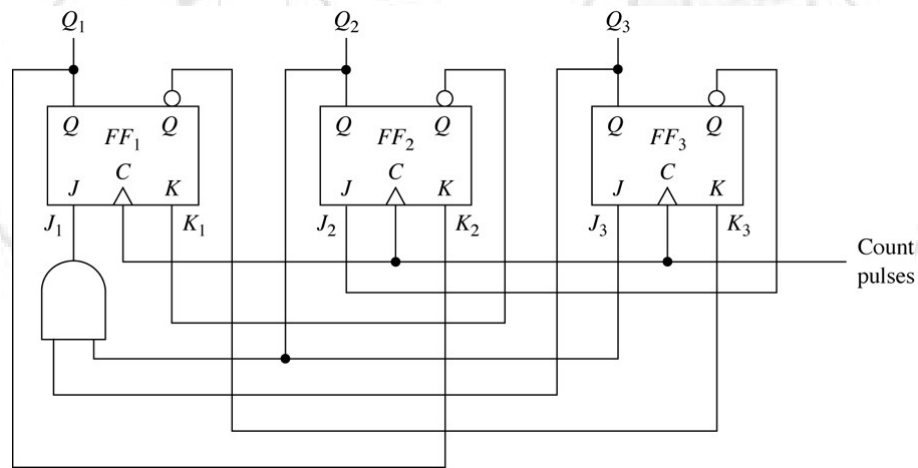 Q1 Q2 Q3
Q Q Q Q Q Q
FF1 FF2 FF3
C C C
J K J K J K
J1 K1 J2 K2 J3 K3
Count
pulses